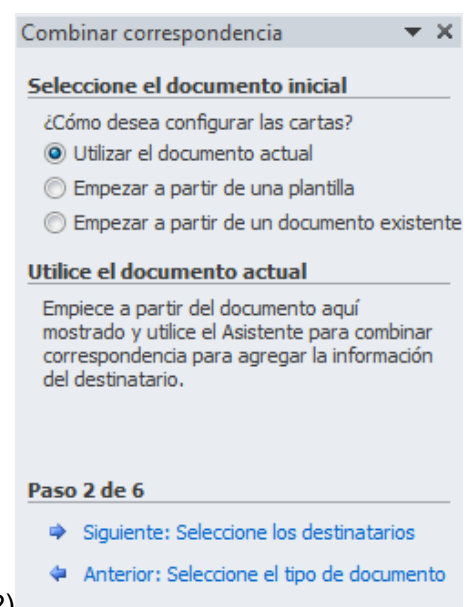 Combinar correspondencia
Seleccione el documento inicial
¿Cómo desea configurar las cartas?
Utilizar el documento actual
Empezar a partir de una plantilla
Empezar a partir de un documento existente
Utilice el documento actual
Empiece a partir del documento aquí
mostrado y utilice el Asistente para combinar
correspondencia para agregar la información
del destinatario.
Paso 2 de 6
Siguiente: Seleccione los destinatarios
Anterior: Seleccione el tipo de documento